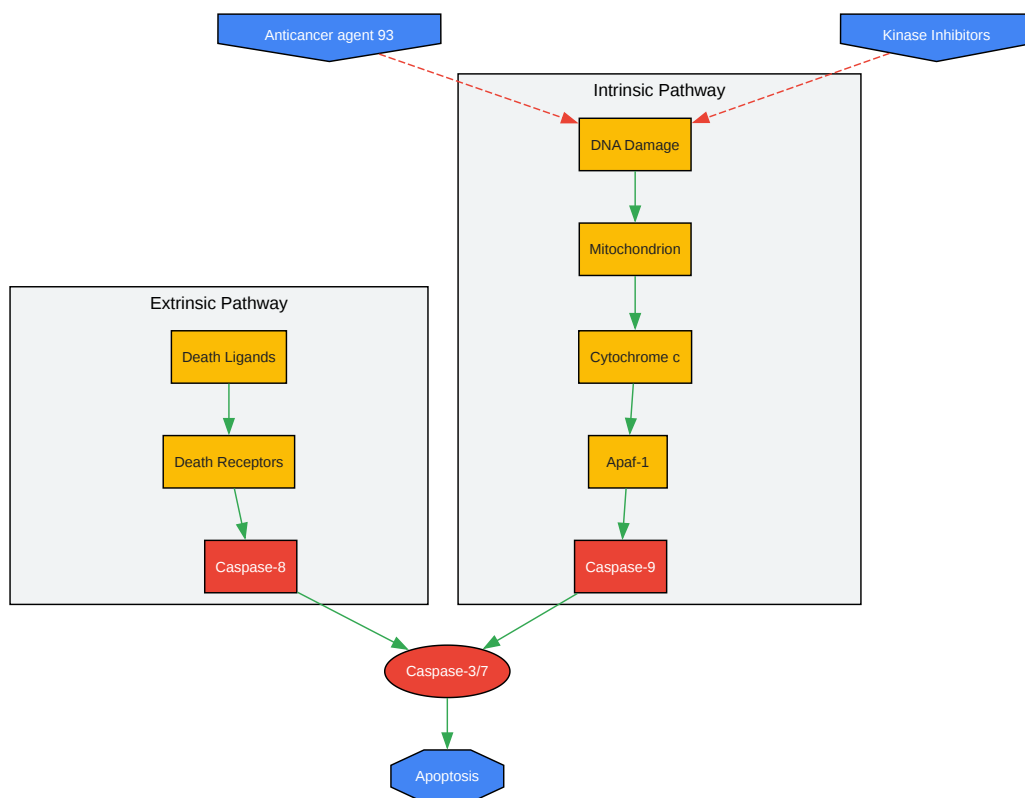 Anticancer agent 93
Kinase Inhibitors
Intrinsic Pathway
DNA Damage
Mitochondrion
Extrinsic Pathway
Death Ligands
Cytochrome c
Death Receptors
Apaf-1
Caspase-8
Caspase-9
Caspase-3/7
Apoptosis